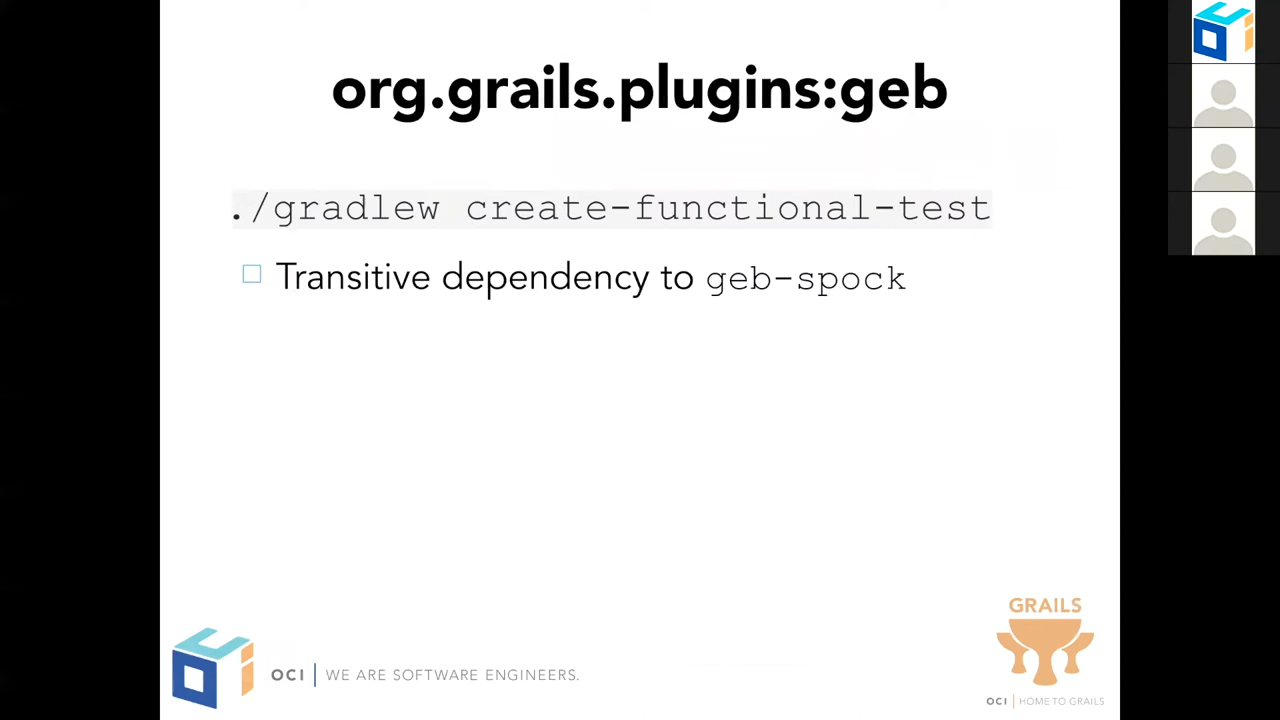 org.grails.plugins:geb
./gradlew create-functional-test
Transitive dependency to geb-spock
GRAILS
OCI | WE ARE SOFTWARE ENGINEERS.
OCI | HOME TO GRAILS